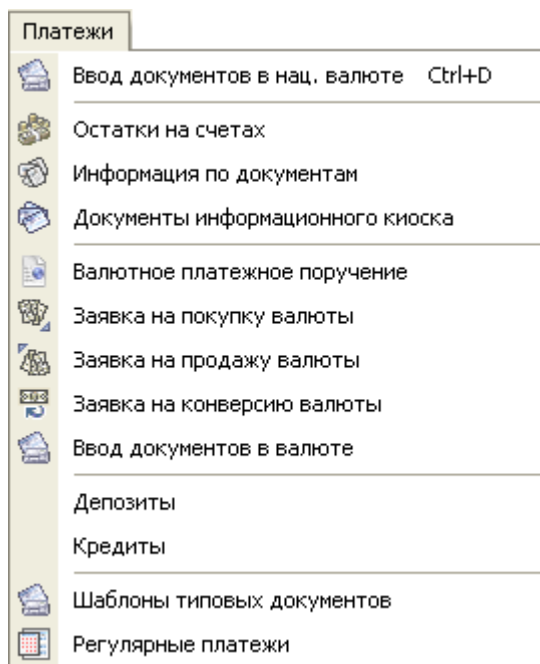 Платежи
Ввод документов в нац. валюте Ctrl+D
Остатки на счетах
Информация по документам
Документы информационного киоска
Валютное платежное поручение
Заявка на покупку валюты
Заявка на продажу валюты
Заявка на конверсию валюты
Ввод документов в валюте
Депозиты
Кредиты
Шаблоны типовых документов
Регулярные платежи